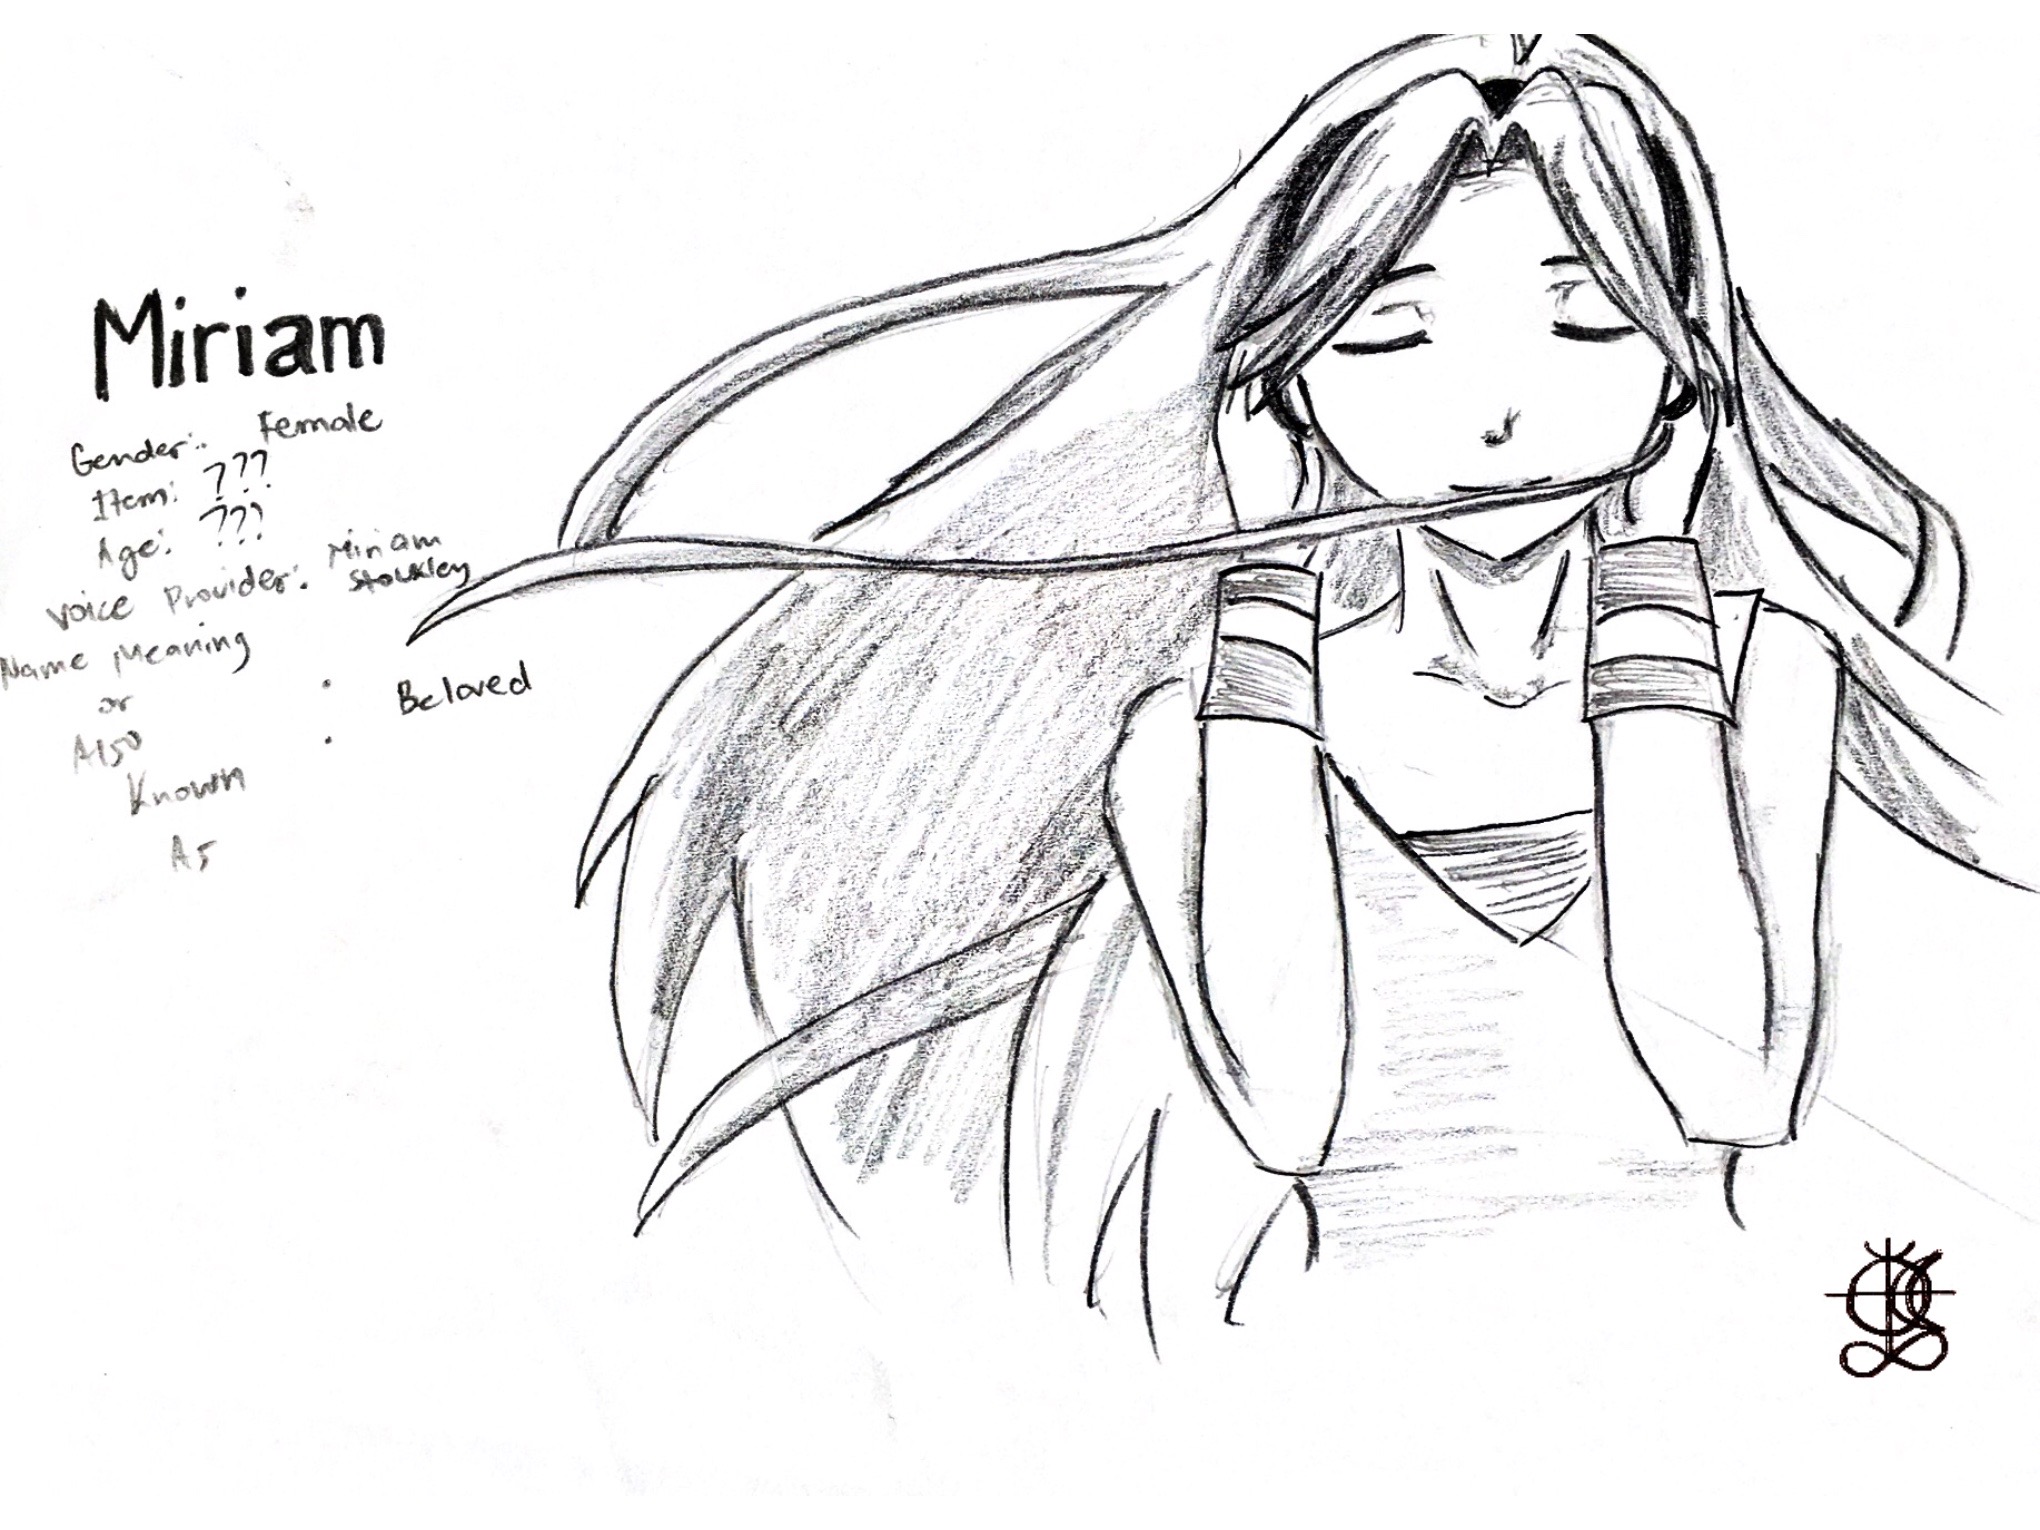 Miriam
Gender: Female
Item: ???
Age: ???
Voice Provider: Miriam Stockley
Name Meaning
or : Beloved
Also :
Known
As